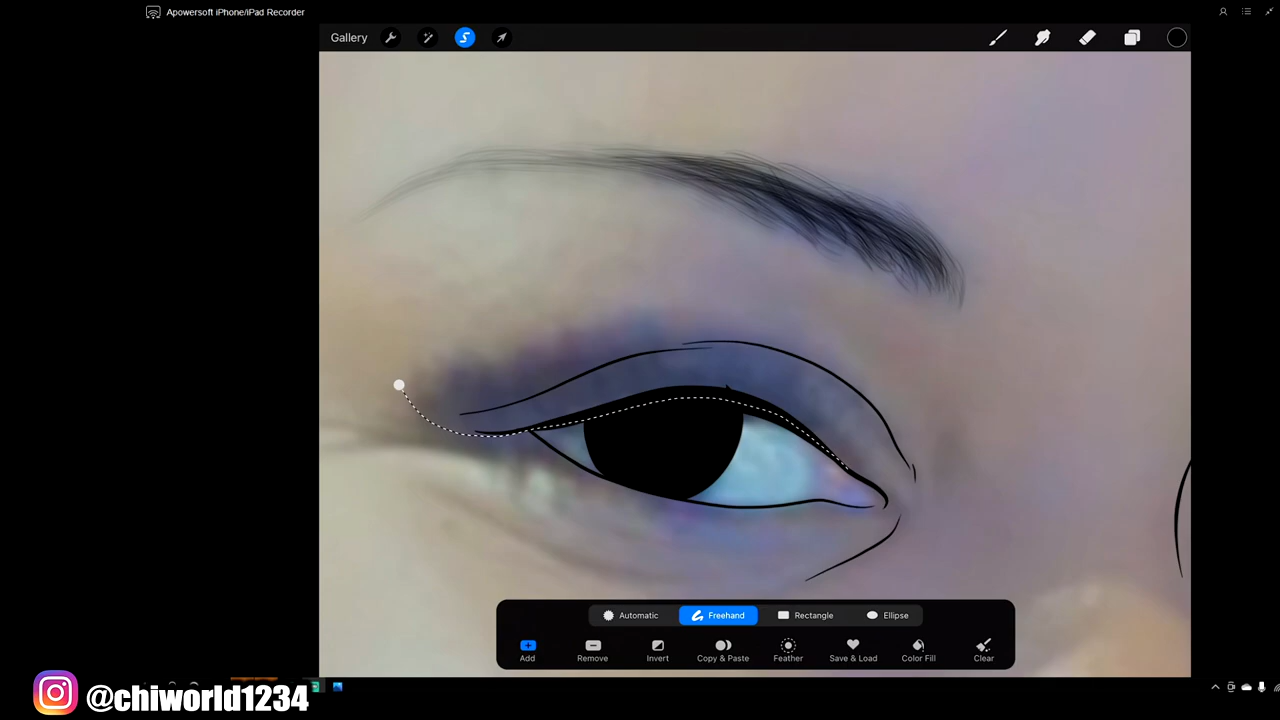 Apowersoft iPhone/iPad Recorder
Gallery
Automatic
Freehand
Rectangle
Ellipse
Add
Remove
Invert
Copy & Paste
Feather
Save & Load
Color Fill
Clear
@chiworld1234